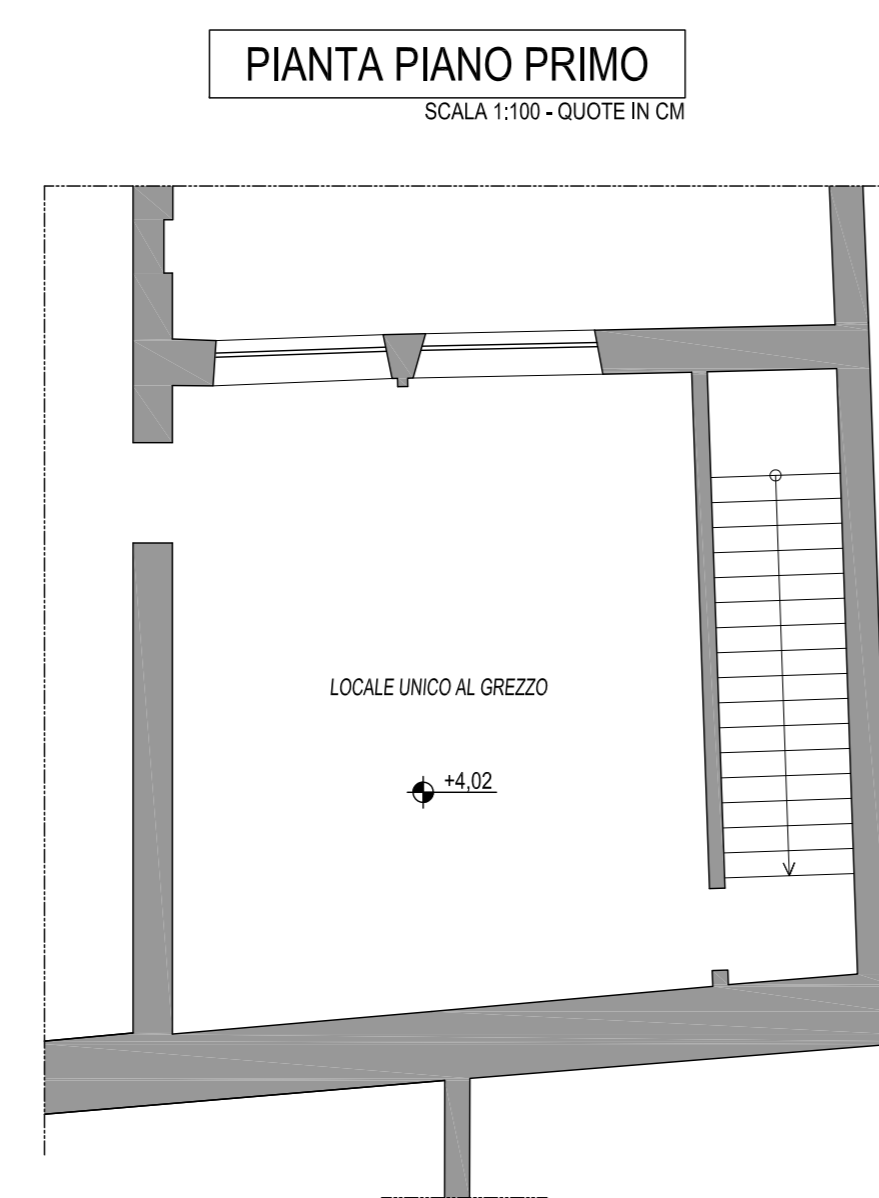 PIANTA PIANO PRIMO
SCALA 1:100 - QUOTE IN CM
LOCALE UNICO AL GREZZO
+4,02